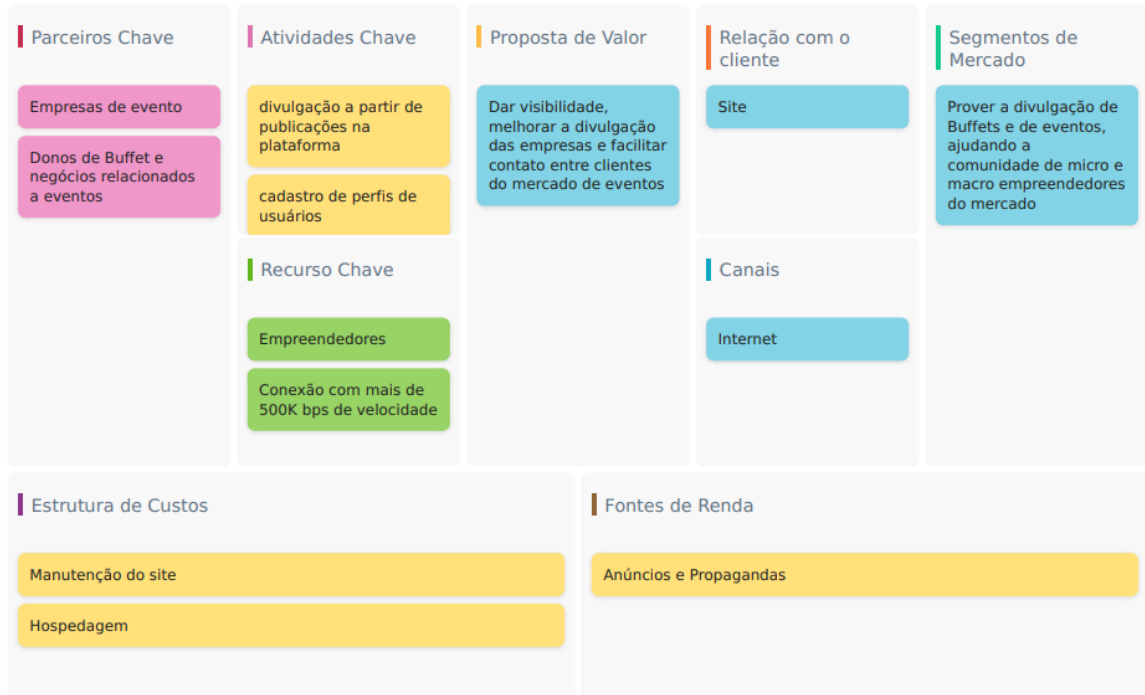 Parceiros Chave
Empresas de evento
Donos de Buffet e
negócios relacionados
a eventos
Atividades Chave
divulgação a partir de
publicações na
plataforma
cadastro de perfis de
usuários
Recurso Chave
Empreendedores
Conexão com mais de
500K bps de velocidade
Proposta de Valor
Dar visibilidade,
melhorar a divulgação
das empresas e facilitar
contato entre clientes
do mercado de eventos
Relação com o
cliente
Site
Canais
Internet
Segmentos de
Mercado
Prover a divulgação de
Buffets e de eventos,
ajudando a
comunidade de micro e
macro empreendedores
do mercado
Estrutura de Custos
Manutenção do site
Hospedagem
Fontes de Renda
Anúncios e Propagandas